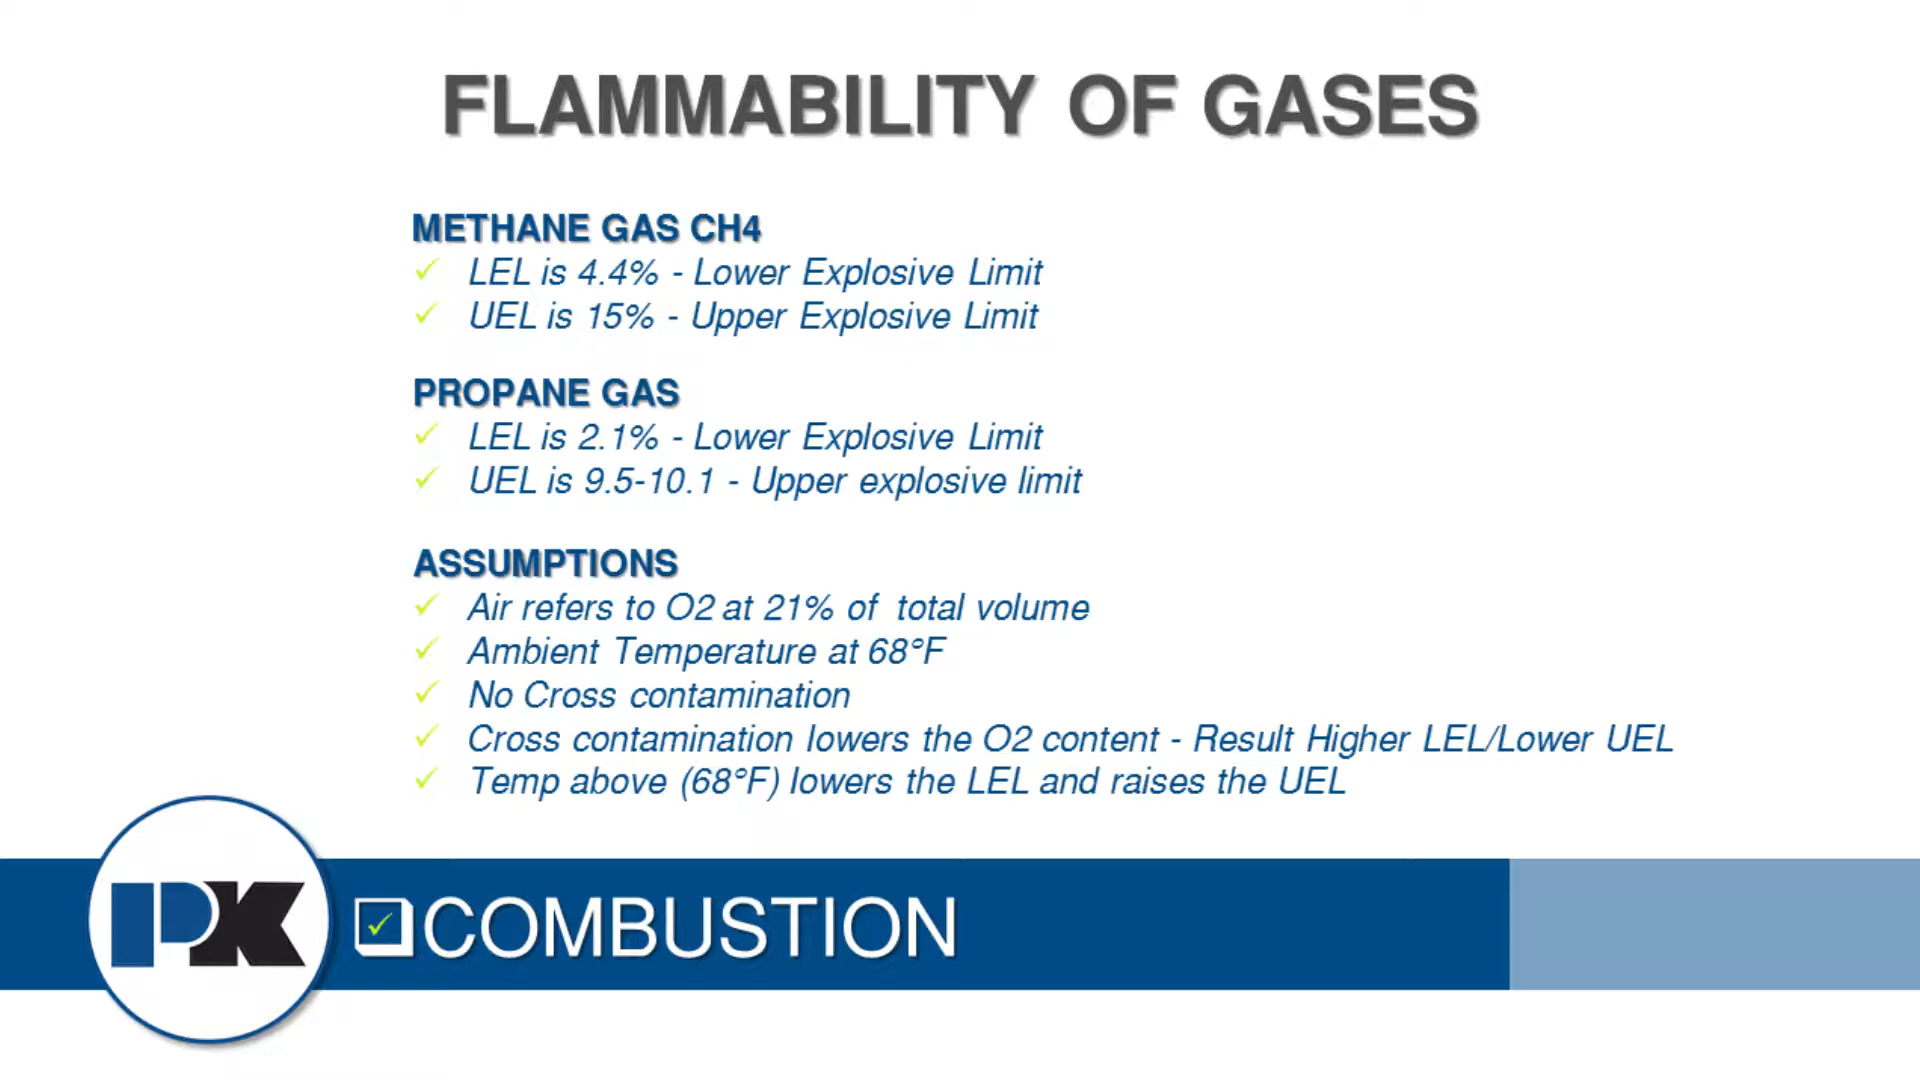 FLAMMABILITY OF GASES
METHANE GAS CH4
LEL is 4.4% - Lower Explosive Limit
UEL is 15% - Upper Explosive Limit
PROPANE GAS
LEL is 2.1% - Lower Explosive Limit
UEL is 9.5-10.1 - Upper explosive limit
ASSUMPTIONS
Air refers to O2 at 21% of total volume
Ambient Temperature at 68°F
No Cross contamination
Cross contamination lowers the O2 content - Result Higher LEL/Lower UEL
Temp above (68°F) lowers the LEL and raises the UEL
PK
COMBUSTION